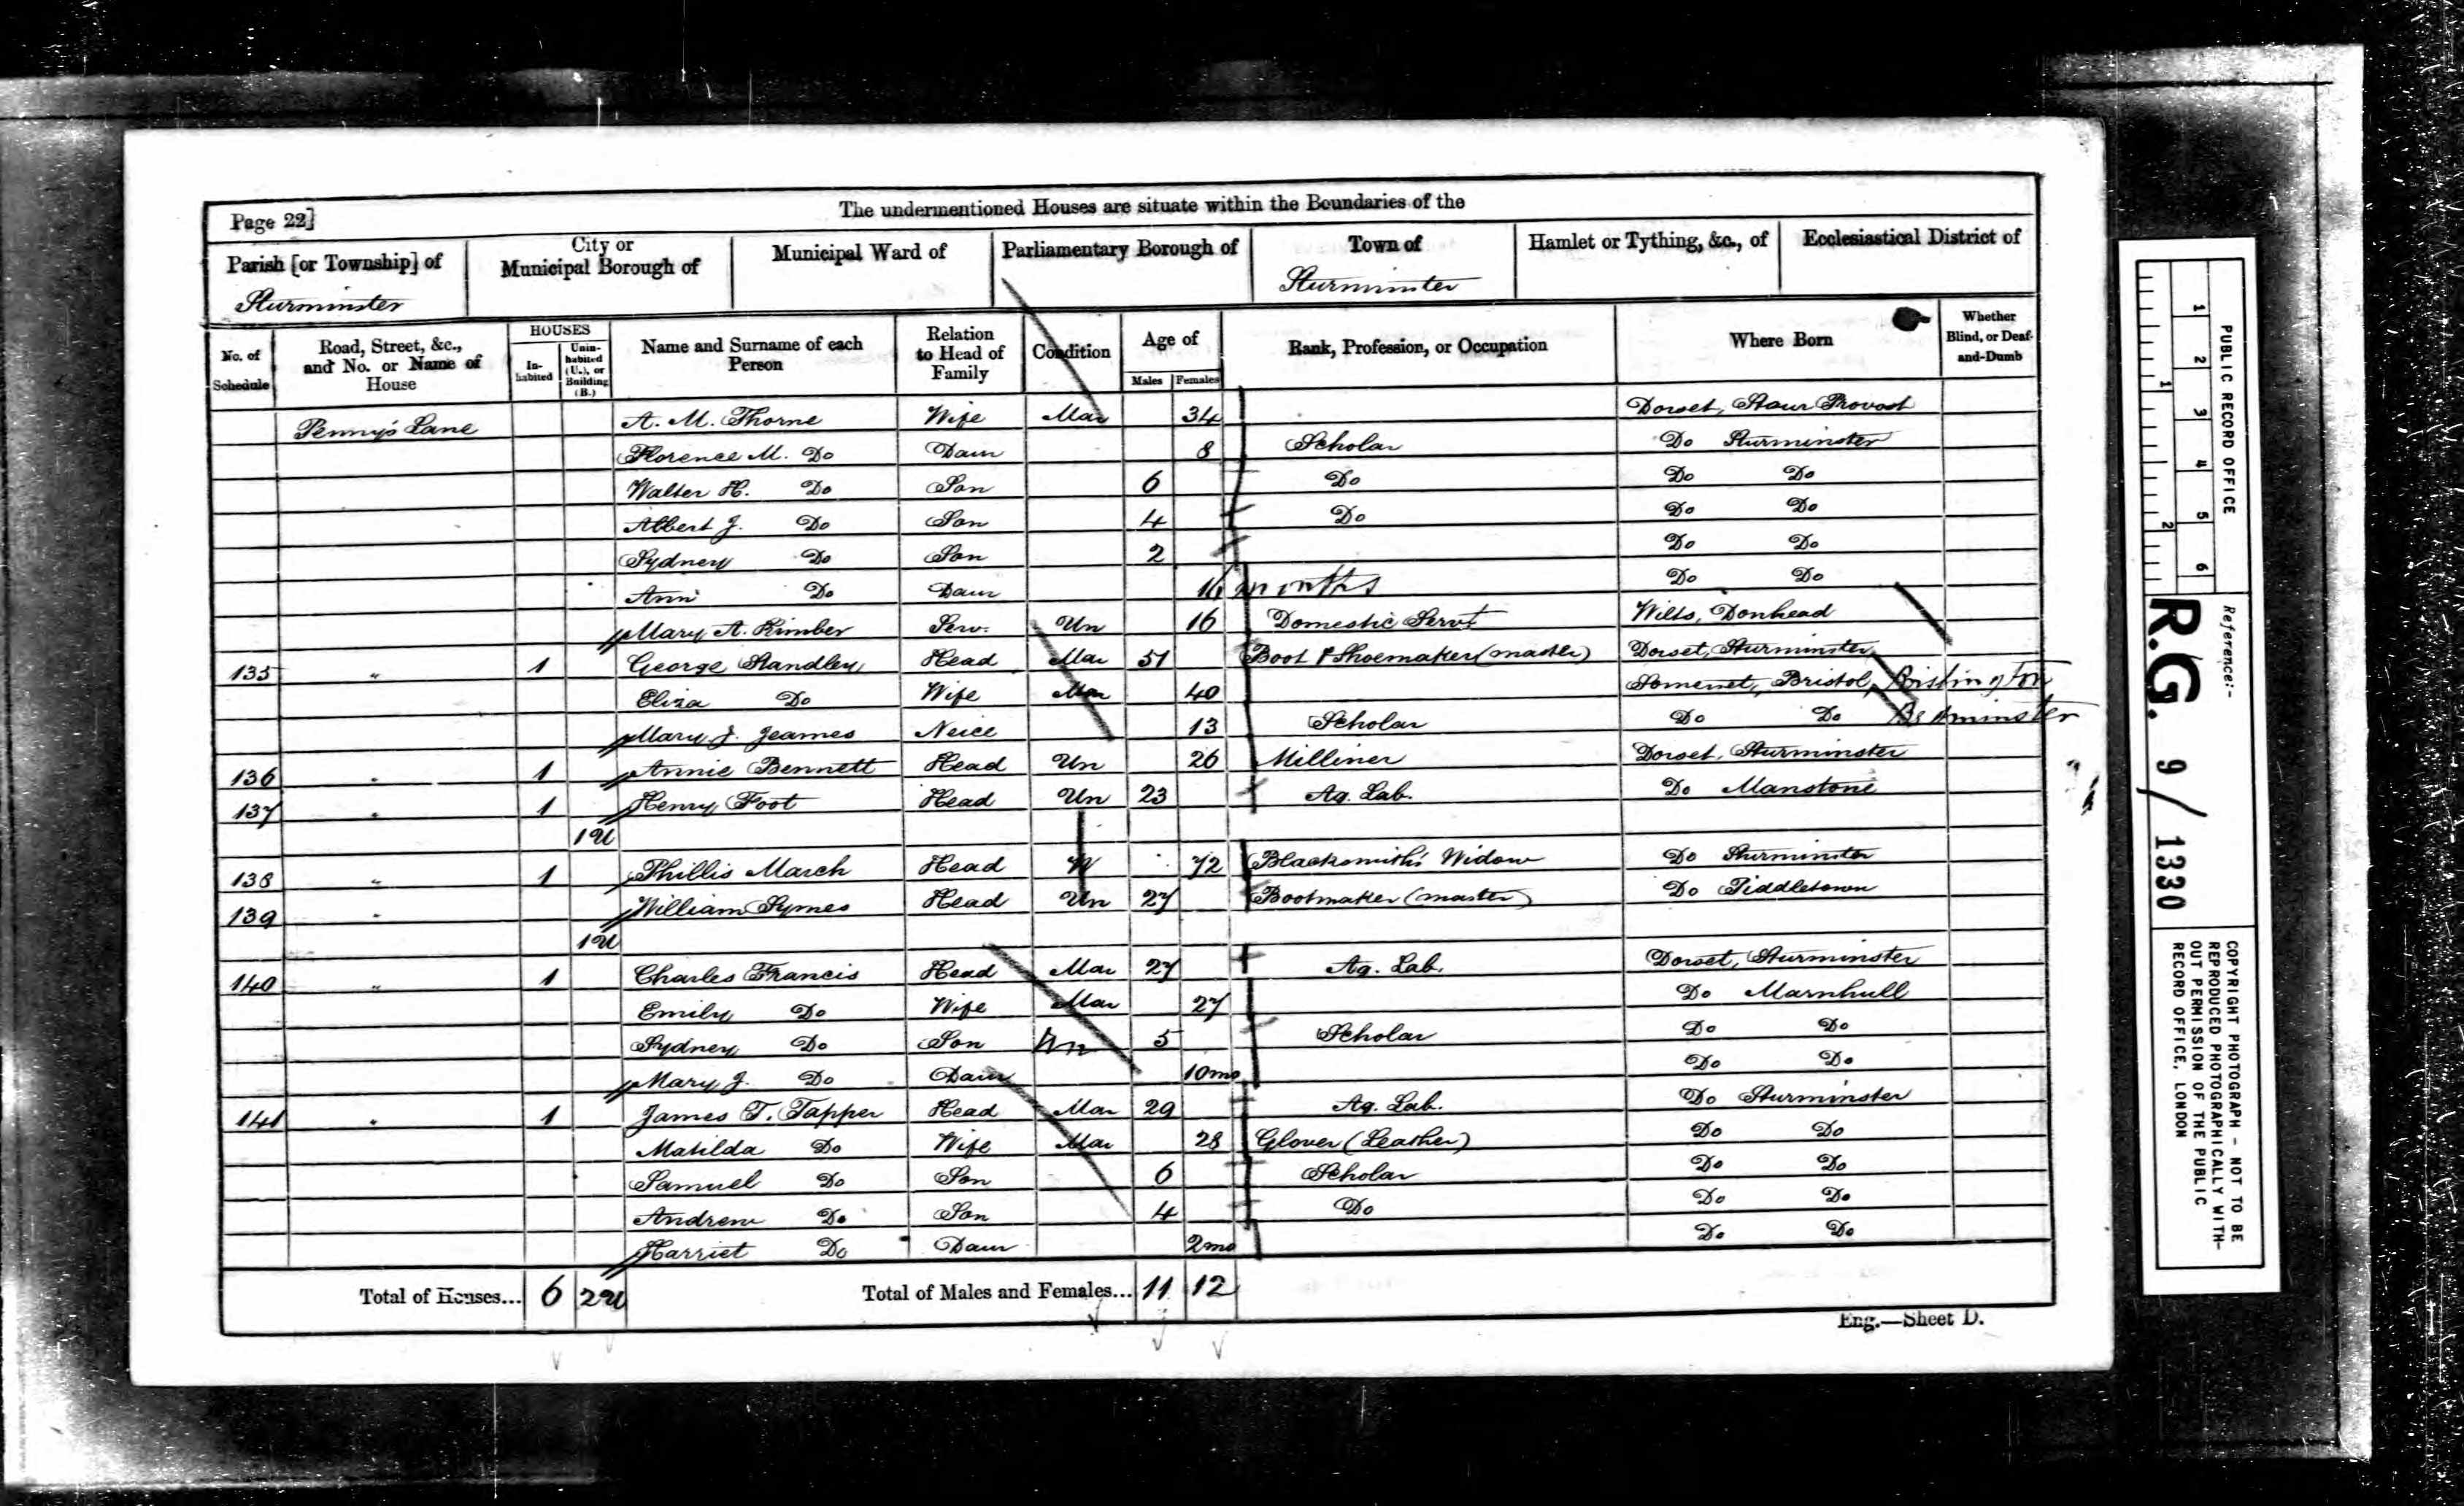 The undermentioned Houses are situate within the Boundaries of the
Page 22]
Parish [or Township] of
Sturminster
City or
Municipal Borough of
Municipal Ward of
Parliamentary Borough of
Town of
Sturminster
Hamlet or Tything, &c., of
Ecclesiastical District of
No. of
Schedule
Road, Street, &c.,
and No. or Name of
House
HOUSES
In-
habited
Unin-
habited
(U.), or
Building
(B.)
Name and Surname of each
Person
Relation
to Head of
Family
Condition
Age of
Males Females
Rank, Profession, or Occupation
Where Born
Whether
Blind, or Deaf-
and-Dumb
Penny's Lane A. M. Thorne Wife Mar 34 Dorset, Stour Provost
Florence M. Do Daur 8 Scholar Do Sturminster
Walter H. Do Son 6 Do Do Do
Albert J. Do Son 4 Do Do Do
Sydney Do Son 2 Do Do
Ann Do Daur months Do Do
Mary A. Kimber Serv. Un 16 Domestic Servt Wilts, Donhead
135 " 1 George Standley Head Mar 51 Boot & Shoemaker (master) Dorset, Sturminster
Eliza Do Wife Mar 40 Somerset, Bristol, Brislington
Mary J. Jeames Neice 13 Scholar Do Do Bedminster
136 " 1 Annie Bennett Head Un 26 Milliner Dorset, Sturminster
137 " 1 Henry Foot Head Un 23 Ag. Lab. Do Manstone
1U
138 " 1 Phillis March Head W 72 Blacksmith's Widow Do Sturminster
139 " William Symes Head Un 27 Bootmaker (master) Do Piddletown
1U
140 " 1 Charles Francis Head Mar 27 Ag. Lab. Dorset, Sturminster
Emily Do Wife Mar 27 Do Marnhull
Sydney Do Son Un 5 Scholar Do Do
Mary J. Do Daur 10mo Do Do
141 " 1 James T. Tapper Head Mar 29 Ag. Lab. Do Sturminster
Matilda Do Wife Mar 28 Glover (Leather) Do Do
Samuel Do Son 6 Scholar Do Do
Andrew Do Son 4 Do Do Do
Harriet Do Daur 2mo Do Do
Total of Houses... 6 2U Total of Males and Females... 11 12
Eng.—Sheet D.
PUBLIC RECORD OFFICE
1 2 3 4 5 6
1 2
Reference:-
R.G. 9/1330
COPYRIGHT PHOTOGRAPH - NOT TO BE
REPRODUCED PHOTOGRAPHICALLY WITH-
OUT PERMISSION OF THE PUBLIC
RECORD OFFICE, LONDON